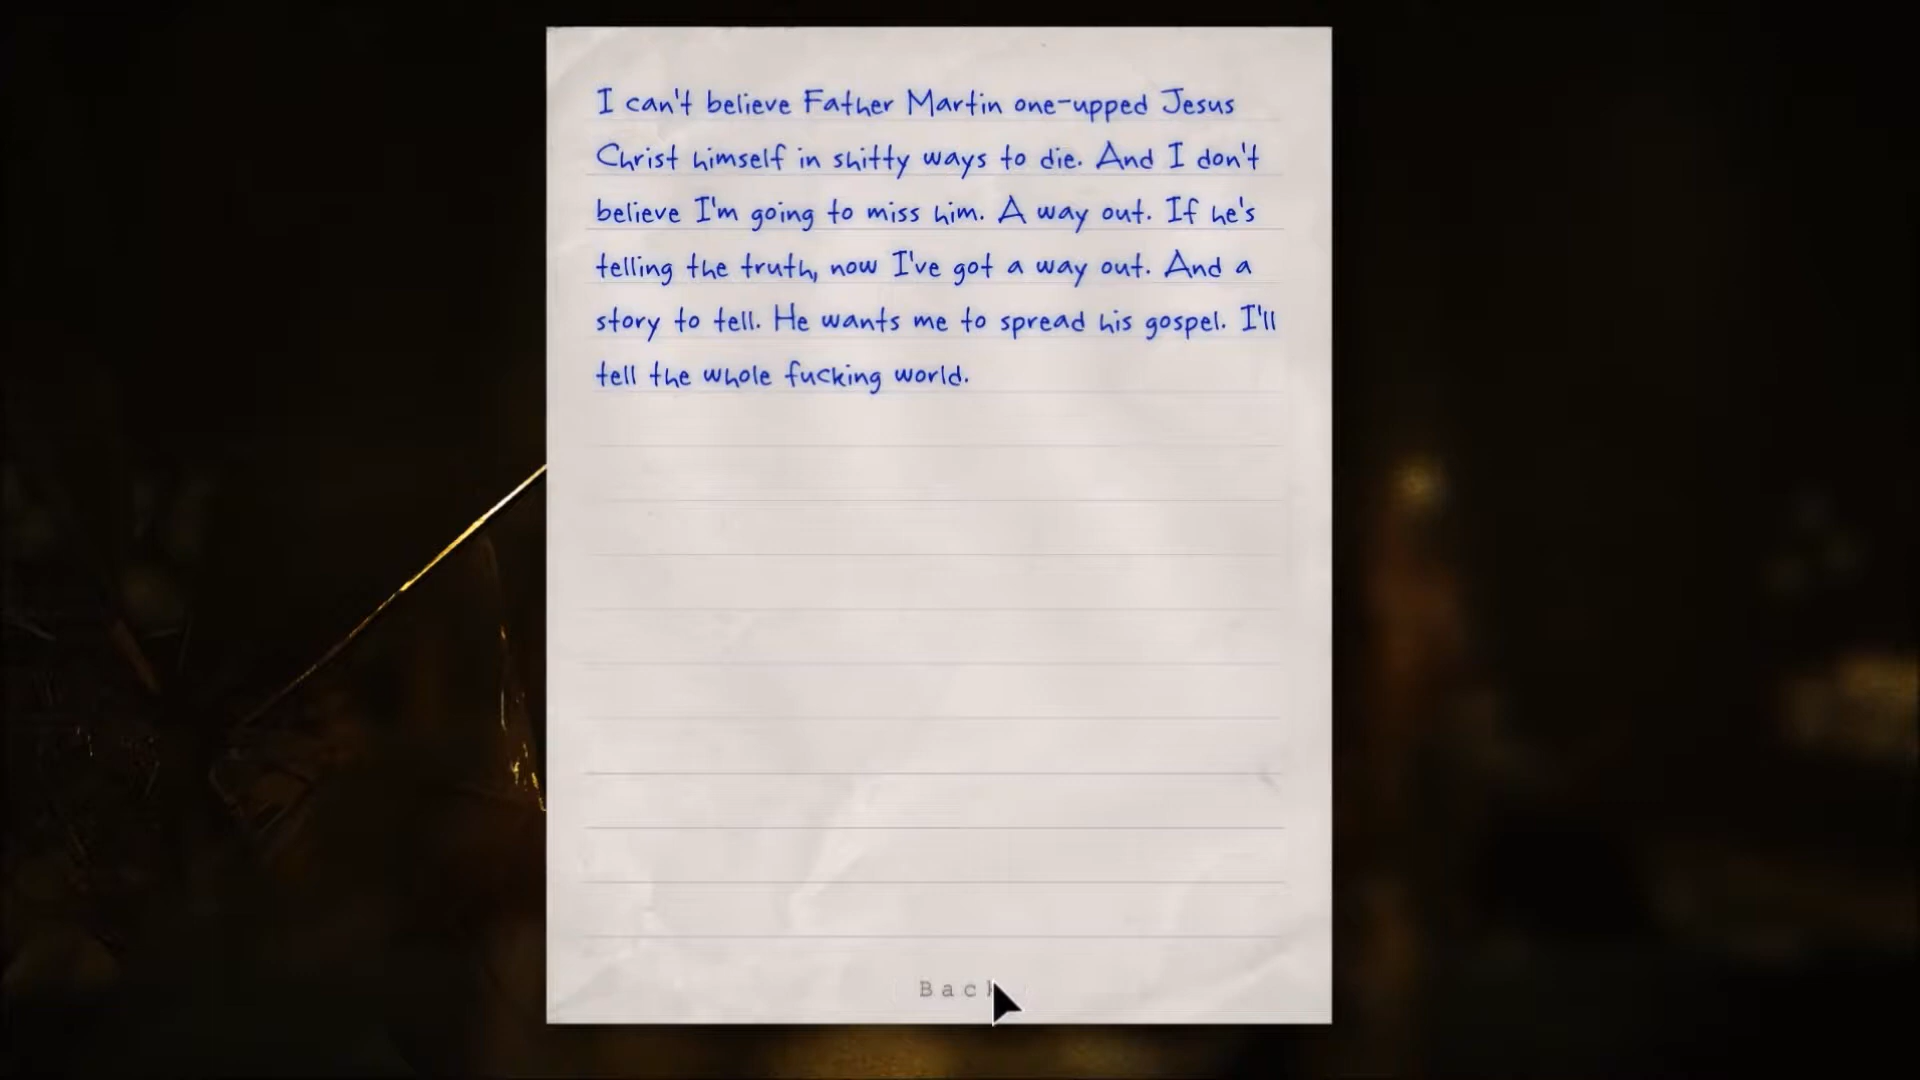 I can't believe Father Martin one-upped Jesus
Christ himself in shitty ways to die. And I don't
believe I'm going to miss him. A way out. If he's
telling the truth, now I've got a way out. And a
story to tell. He wants me to spread his gospel. I'll
tell the whole fucking world.
Back